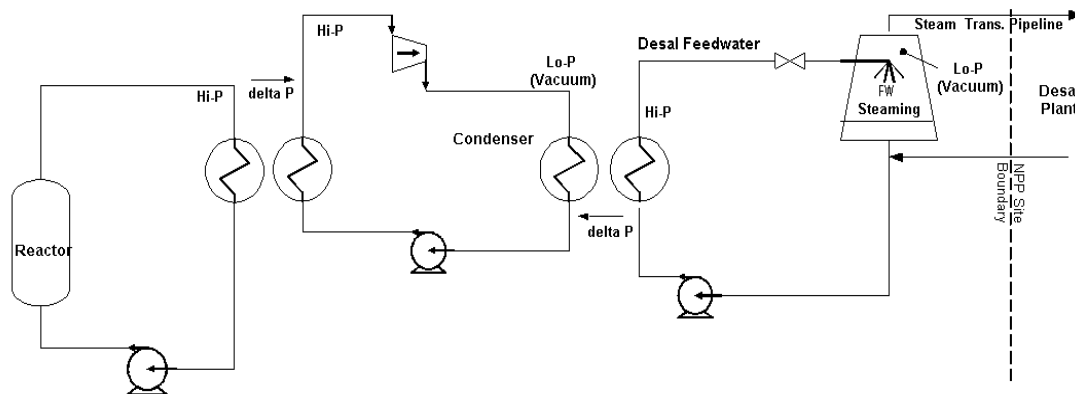 Hi-P
Steam Trans. Pipeline
Desal Feedwater
Lo-P
(Vacuum)
Lo-P
(Vacuum)
Hi-P
delta P
FW
Steaming
Desa
Plant
Hi-P
Condenser
NPP Site
Boundary
delta P
Reactor